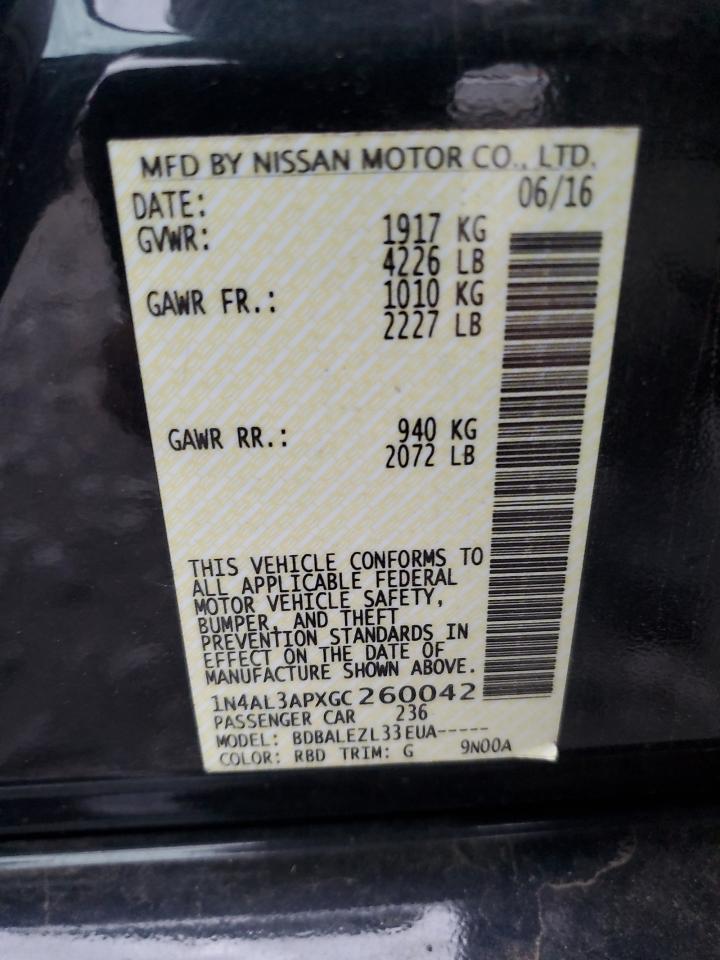 MFD BY NISSAN MOTOR CO., LTD.
DATE: 06/16
GVWR: 1917 KG
4226 LB
GAWR FR.: 1010 KG
2227 LB
GAWR RR.: 940 KG
2072 LB
THIS VEHICLE CONFORMS TO
ALL APPLICABLE FEDERAL
MOTOR VEHICLE SAFETY,
BUMPER, AND THEFT
PREVENTION STANDARDS IN
EFFECT ON THE DATE OF
MANUFACTURE SHOWN ABOVE.
1N4AL3APXGC260042
PASSENGER CAR 236
MODEL: BDBALEZL33EUA-----
COLOR: RBD TRIM: G 9N00A